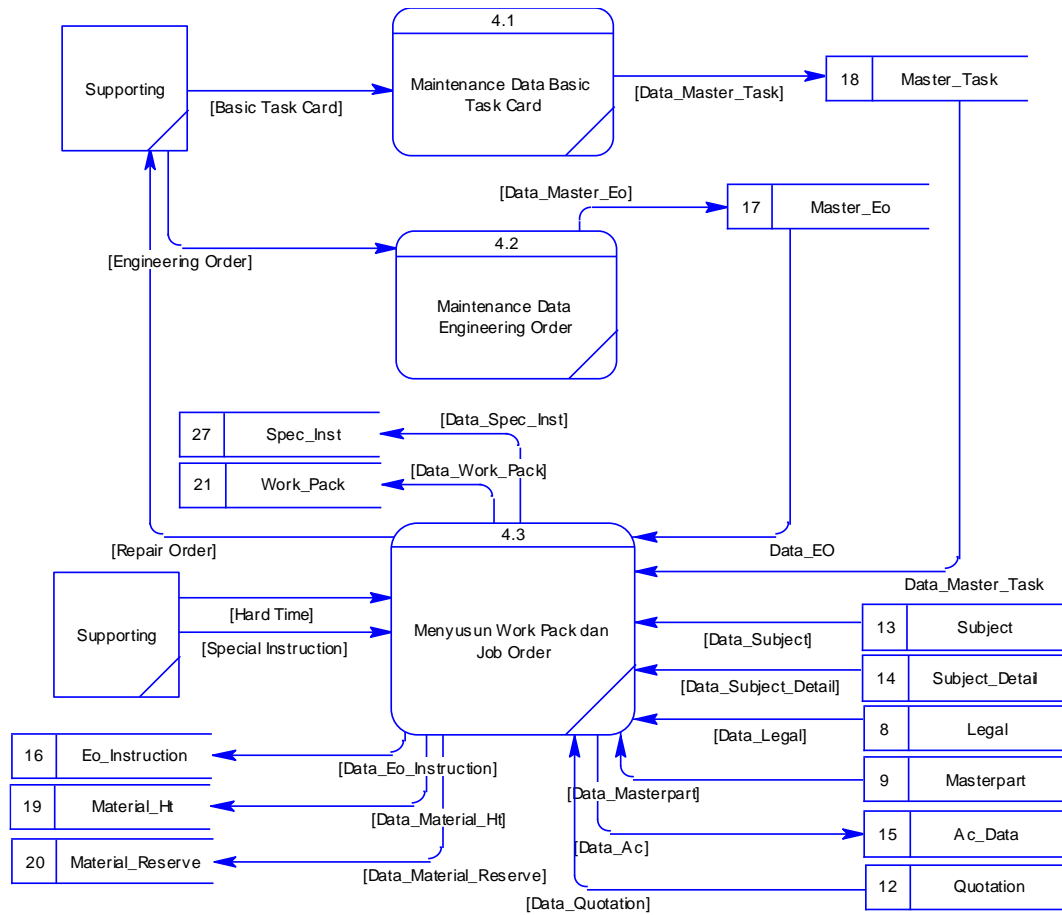 4.1
Supporting
Maintenance Data Basic
Task Card
[Basic Task Card]
[Data_Master_Task]
18
Master_Task
[Data_Master_Eo]
17
Master_Eo
4.2
[Engineering Order]
Maintenance Data
Engineering Order
27
Spec_Inst
[Data_Spec_Inst]
21
Work_Pack
[Data_Work_Pack]
4.3
[Repair Order]
Data_EO
Data_Master_Task
Supporting
[Hard Time]
[Special Instruction]
Menyusun Work Pack dan
Job Order
13
Subject
[Data_Subject]
14
Subject_Detail
[Data_Subject_Detail]
8
Legal
[Data_Legal]
16
Eo_Instruction
[Data_Eo_Instruction]
9
Masterpart
[Data_Masterpart]
19
Material_Ht
[Data_Material_Ht]
15
Ac_Data
[Data_Ac]
20
Material_Reserve
[Data_Material_Reserve]
12
Quotation
[Data_Quotation]